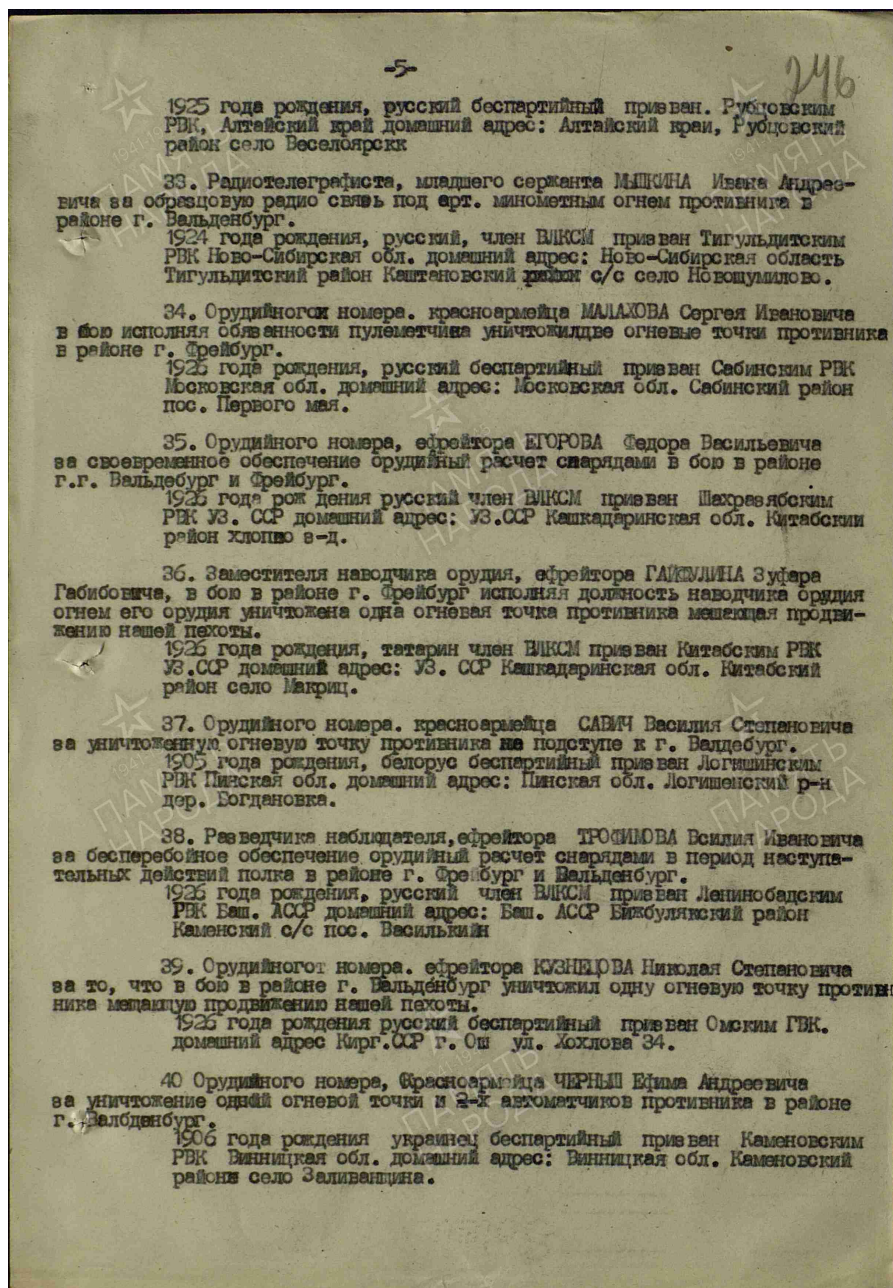 -5-
246
1925 года рождения, русский беспартийный призван. Рубцовским
РВК, Алтайский край домашний адрес: Алтайский краи, Рубцовский
район село Веселоярскк
33. Радиотелеграфиста, младшего сержанта МЫШКИНА Ивана Андрее-
вича за образцовую радио связь под арт. минометным огнем противника в
районе г. Вальденбург.
1924 года рождения, русский, член ВЛКСМ призван Тигульдитским
РВК Ново-Сибирская обл. домашний адрес: Ново-Сибирская область
Тигульдитский район Каштановский с/с село Новошумилово.
34. Орудийного номера. красноармейца МАЛАХОВА Сергея Ивановича
в бою исполняя обязанности пулеметчика уничтожилдве огневые точки противника
в районе г. Фрейбург.
1926 года рождения, русский беспартийный призван Сабинским РВК
Московская обл. домашний адрес: Московская обл. Сабинский район
пос. Первого мая.
35. Орудийного номера, ефрейтора ЕГОРОВА Федора Васильевича
за своевременное обеспечение орудийный расчет снарядами в бою в районе
г.г. Вальдебург и Фрейбург.
1926 года рож дения русский член ВЛКСМ призван Шахразябским
РВК УЗ. ССР домашний адрес: УЗ.ССР Кашкадаринская обл. Китабскии
район хлопко з-д.
36. Заместителя наводчика орудия, ефрейтора ГАЙФУЛИНА Зуфара
Габибовича, в бою в районе г. Фрейбург исполняя должность наводчика орудия
огнем его орудия уничтожена одна огневая точка противника мешающая продви-
жению нашей пехоты.
1926 года рождения, татарин член ВЛКСМ призван Китабским РВК
УЗ.ССР домашний адрес: УЗ. ССР Кашкадаринская обл. Китабский
район село Макриц.
37. Орудийного номера. красноармейца САВИЧ Василия Степановича
за уничтоженную огневую точку противника на подступе к г. Валдебург.
1905 года рождения, белорус беспартийный призван Логишинским
РВК Пинская обл. домашний адрес: Пинская обл. Логишенский р-н
дер. Богдановка.
38. Разведчика наблюдателя,ефрейтора ТРОФИМОВА Всилия Ивановича
за бесперебойное обеспечение орудийный расчет снарядами в период наступа-
тельных действий полка в районе г. Фрейбург и Вальденбург.
1926 года рождения, русский член ВЛКСМ призван Ленинобадским
РВК Баш. АССР домашний адрес: Баш. АССР Бижбулякский район
Каменский с/с пос. Василькийн
39. Орудийногот номера. ефрейтора КУЗНЕЦОВА Николая Степановича
за то, что в бою в районе г. Вальденбург уничтожил одну огневую точку против
ника мещающую продвижению нашей пехоты.
1926 года рождения русский беспартийный призван Омским ГВК.
домашний адрес Кирг.ССР г. Ош ул. Хохлова 34.
40 Орудийного номера, Красноармейца ЧЕРНЫШ Ефима Андреевича
за уничтожение одной огневой точки и 2-х автоматчиков противника в районе
г. Валбденбург.
1906 года рождения украинец беспартийный призван Каменовским
РВК Винницкая обл. домашний адрес: Винницкая обл. Каменовский
района село Заливанщина.